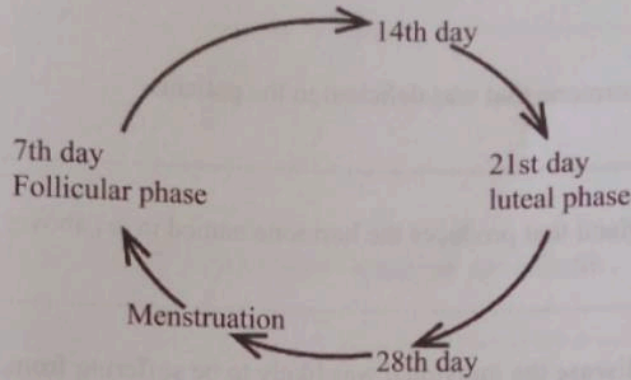 14th day
7th day
Follicular phase
21st day
luteal phase
Menstruation
28th day